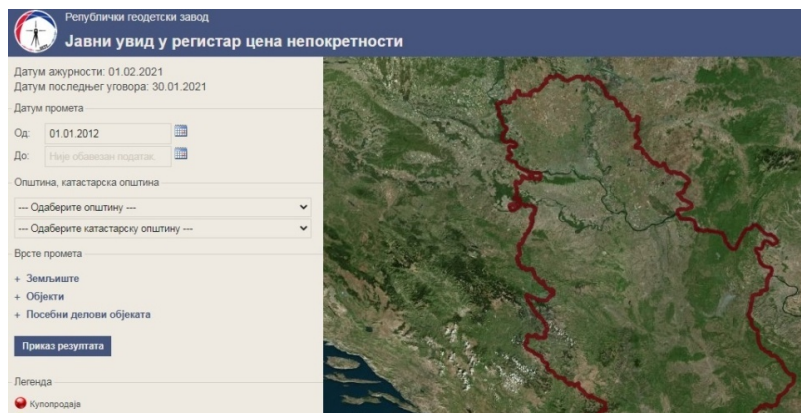 Републички геодетски завод
Јавни увид у регистар цена непокретности
Датум ажурности: 01.02.2021
Датум последњег уговора: 30.01.2021
Датум промета
Од: 01.01.2012
До: Није обавезан податак
Општина, катастарска општина
--- Одаберите општину ---
--- Одаберите катастарску општину ---
Врсте промета
+ Земљиште
+ Објекти
+ Посебни делови објеката
Приказ резултата
Легенда
Купопродаја